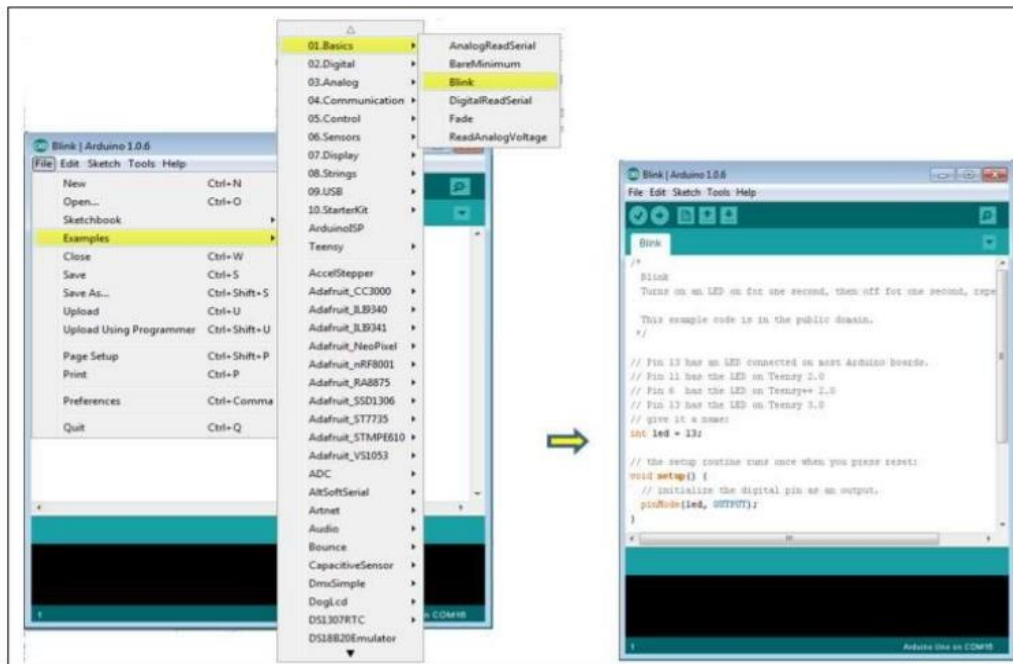 Blink | Arduino 1.0.6
File Edit Sketch Tools Help
New Ctrl+N
Open... Ctrl+O
Sketchbook
Examples
Close Ctrl+W
Save Ctrl+S
Save As... Ctrl+Shift+S
Upload Ctrl+U
Upload Using Programmer Ctrl+Shift+U
Page Setup Ctrl+Shift+P
Print Ctrl+P
Preferences Ctrl+Comma
Quit Ctrl+Q
1
n COM16
01.Basics
02.Digital
03.Analog
04.Communication
05.Control
06.Sensors
07.Display
08.Strings
09.USB
10.StarterKit
ArduinoISP
Teensy
AccelStepper
Adafruit_CC3000
Adafruit_ILI9340
Adafruit_ILI9341
Adafruit_NeoPixel
Adafruit_nRF8001
Adafruit_RA8875
Adafruit_SSD1306
Adafruit_ST7735
Adafruit_STMPE610
Adafruit_VS1053
ADC
AltSoftSerial
Artnet
Audio
Bounce
CapacitiveSensor
DmxSimple
DogLcd
DS1307RTC
DS18B20Emulator
AnalogReadSerial
BareMinimum
Blink
DigitalReadSerial
Fade
ReadAnalogVoltage
Blink | Arduino 1.0.6
File Edit Sketch Tools Help
Blink
/*
Blink
Turns on an LED on for one second, then off for one second, repe
This example code is in the public domain.
*/
// Pin 13 has an LED connected on most Arduino boards.
// Pin 11 has the LED on Teensy 2.0
// Pin 6 has the LED on Teensy++ 2.0
// Pin 13 has the LED on Teensy 3.0
// give it a name:
int led = 13;
// the setup routine runs once when you press reset:
void setup() {
// initialize the digital pin as an output.
pinMode(led, OUTPUT);
}
1
Arduino Uno on COM16